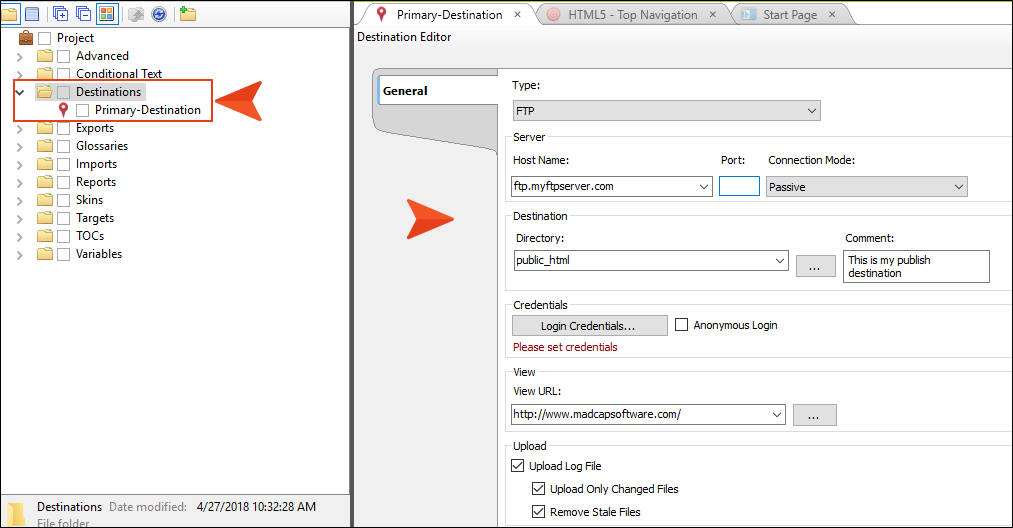 Project
Advanced
Conditional Text
Destinations
Primary-Destination
Exports
Glossaries
Imports
Reports
Skins
Targets
TOCs
Variables
Destinations Date modified: 4/27/2018 10:32:28 AM
File folder
Primary-Destination × HTML5 - Top Navigation × Start Page ×
Destination Editor
General
Type:
FTP
Server
Host Name: Port: Connection Mode:
ftp.myftpserver.com Passive
Destination
Directory: Comment:
public_html ... This is my publish
destination
Credentials
Login Credentials... Anonymous Login
Please set credentials
View
View URL:
http://www.madcapsoftware.com/ ...
Upload
Upload Log File
Upload Only Changed Files
Remove Stale Files